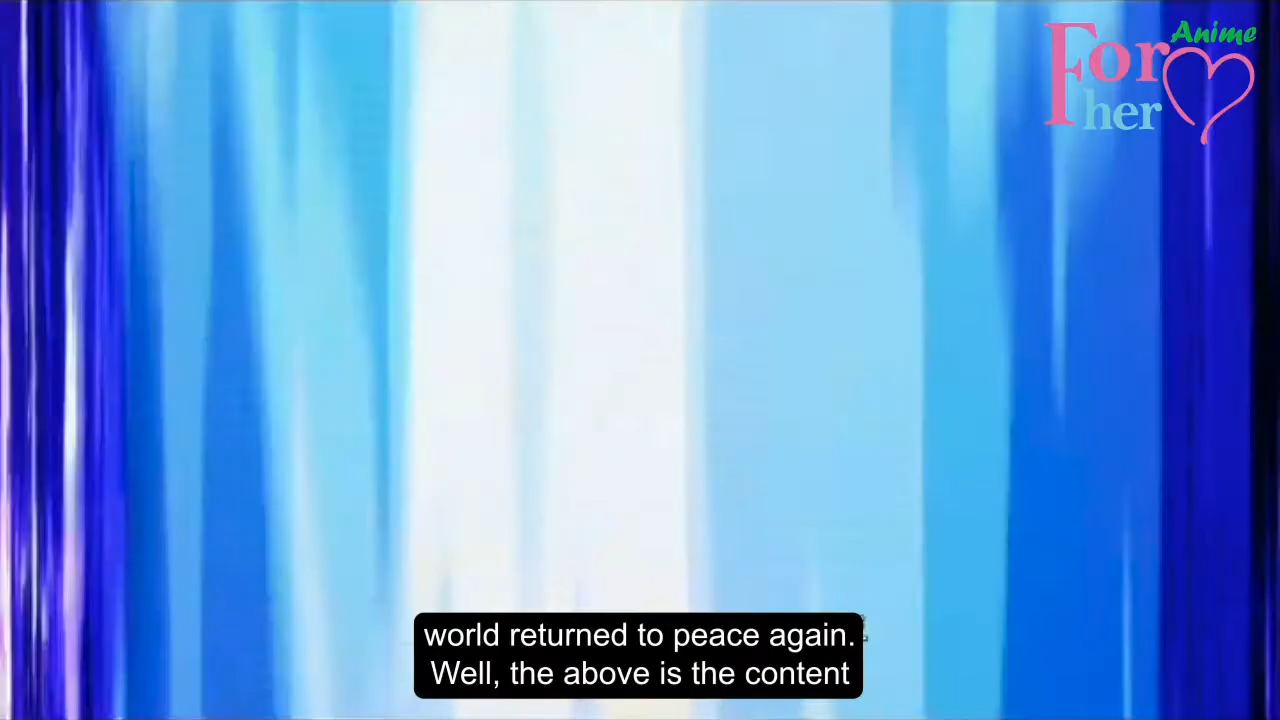 Anime
For
her
world returned to peace again.
Well, the above is the content